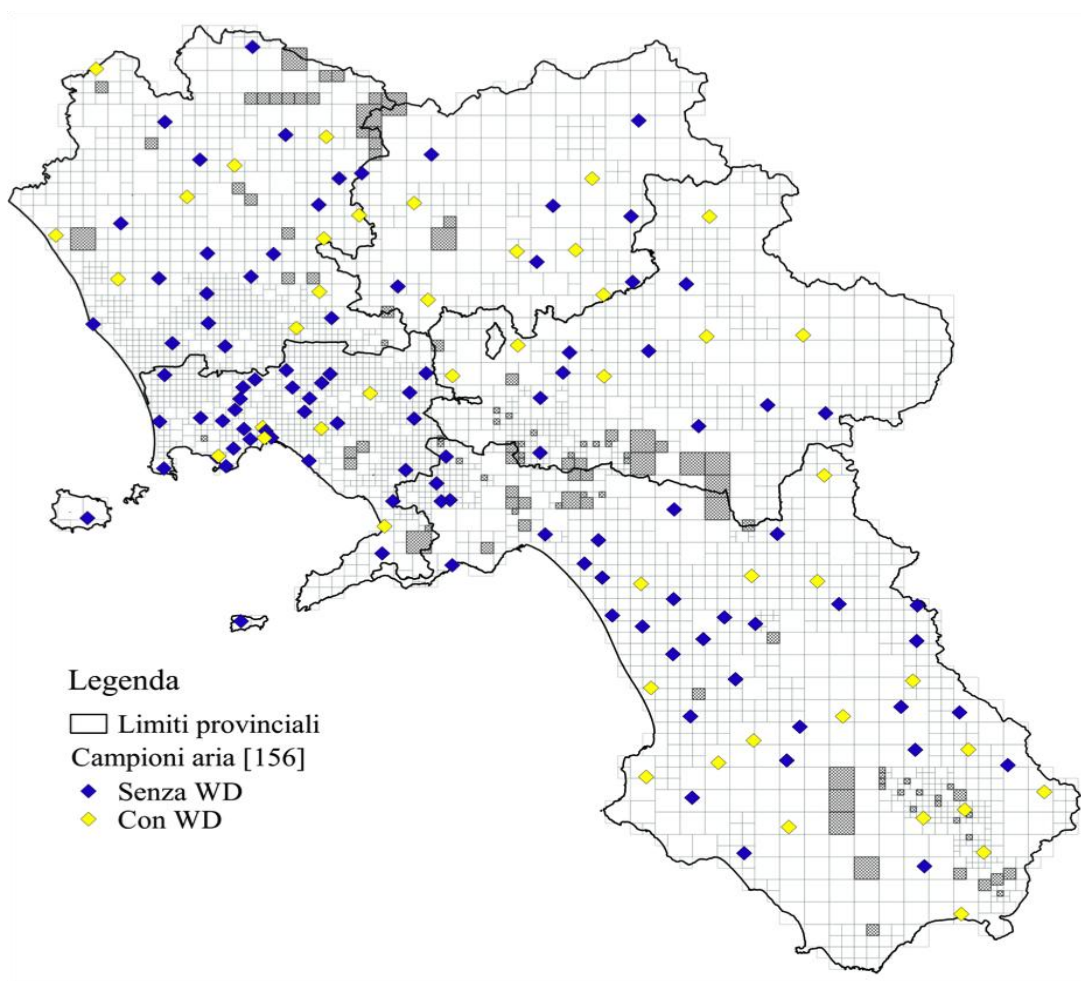 Legenda
Limiti provinciali
Campioni aria [156]
Senza WD
Con WD